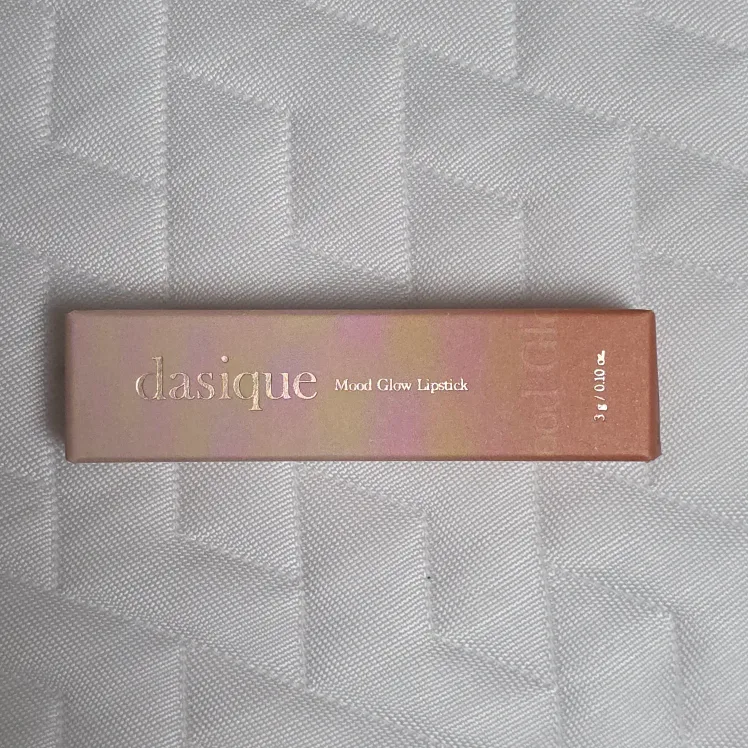 dasique Mood Glow Lipstick
3 g / 0.10 oz.